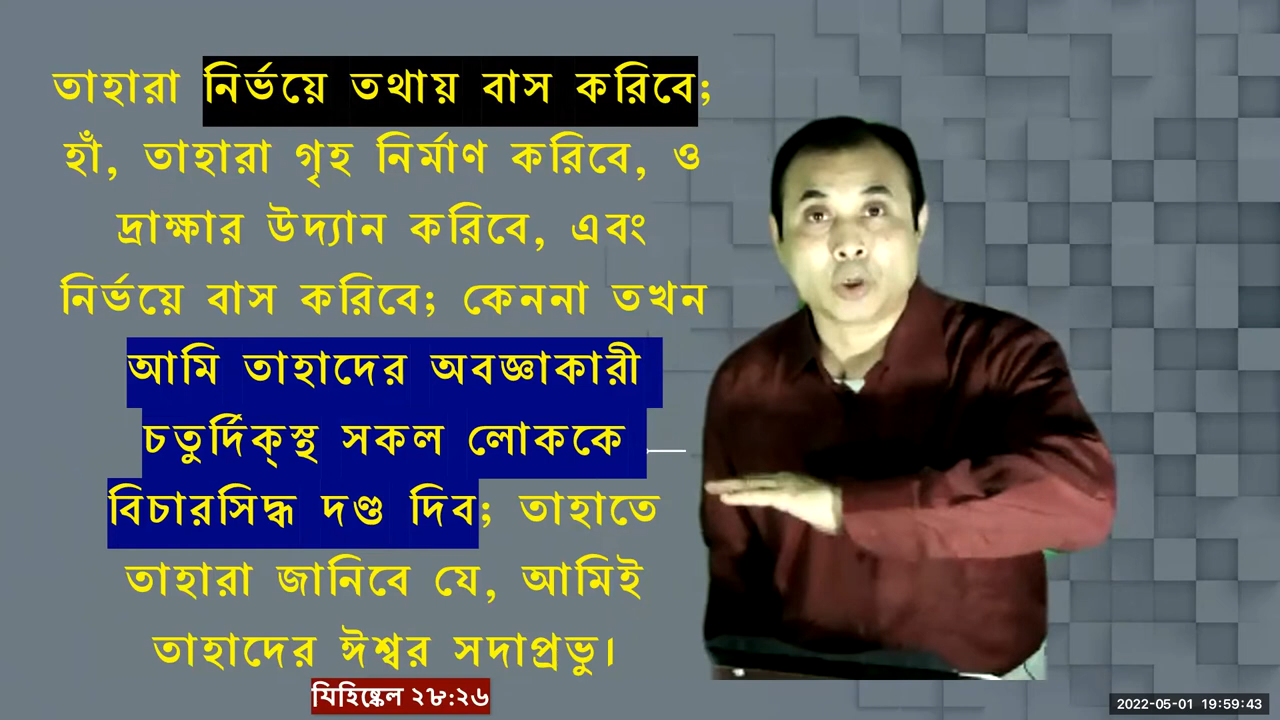 তাহারা নির্ভয়ে তথায় বাস করিবে;
হাঁ, তাহারা গৃহ নির্মাণ করিবে, ও
দ্রাক্ষার উদ্যান করিবে, এবং
নির্ভয়ে বাস করিবে; কেননা তখন
আমি তাহাদের অবজ্ঞাকারী
চতুর্দিক্‌স্থ সকল লোককে
বিচারসিদ্ধ দণ্ড দিব; তাহাতে
তাহারা জানিবে যে, আমিই
তাহাদের ঈশ্বর সদাপ্রভু।
যিহিষ্কেল ২৮:২৬
2022-05-01 19:59:43